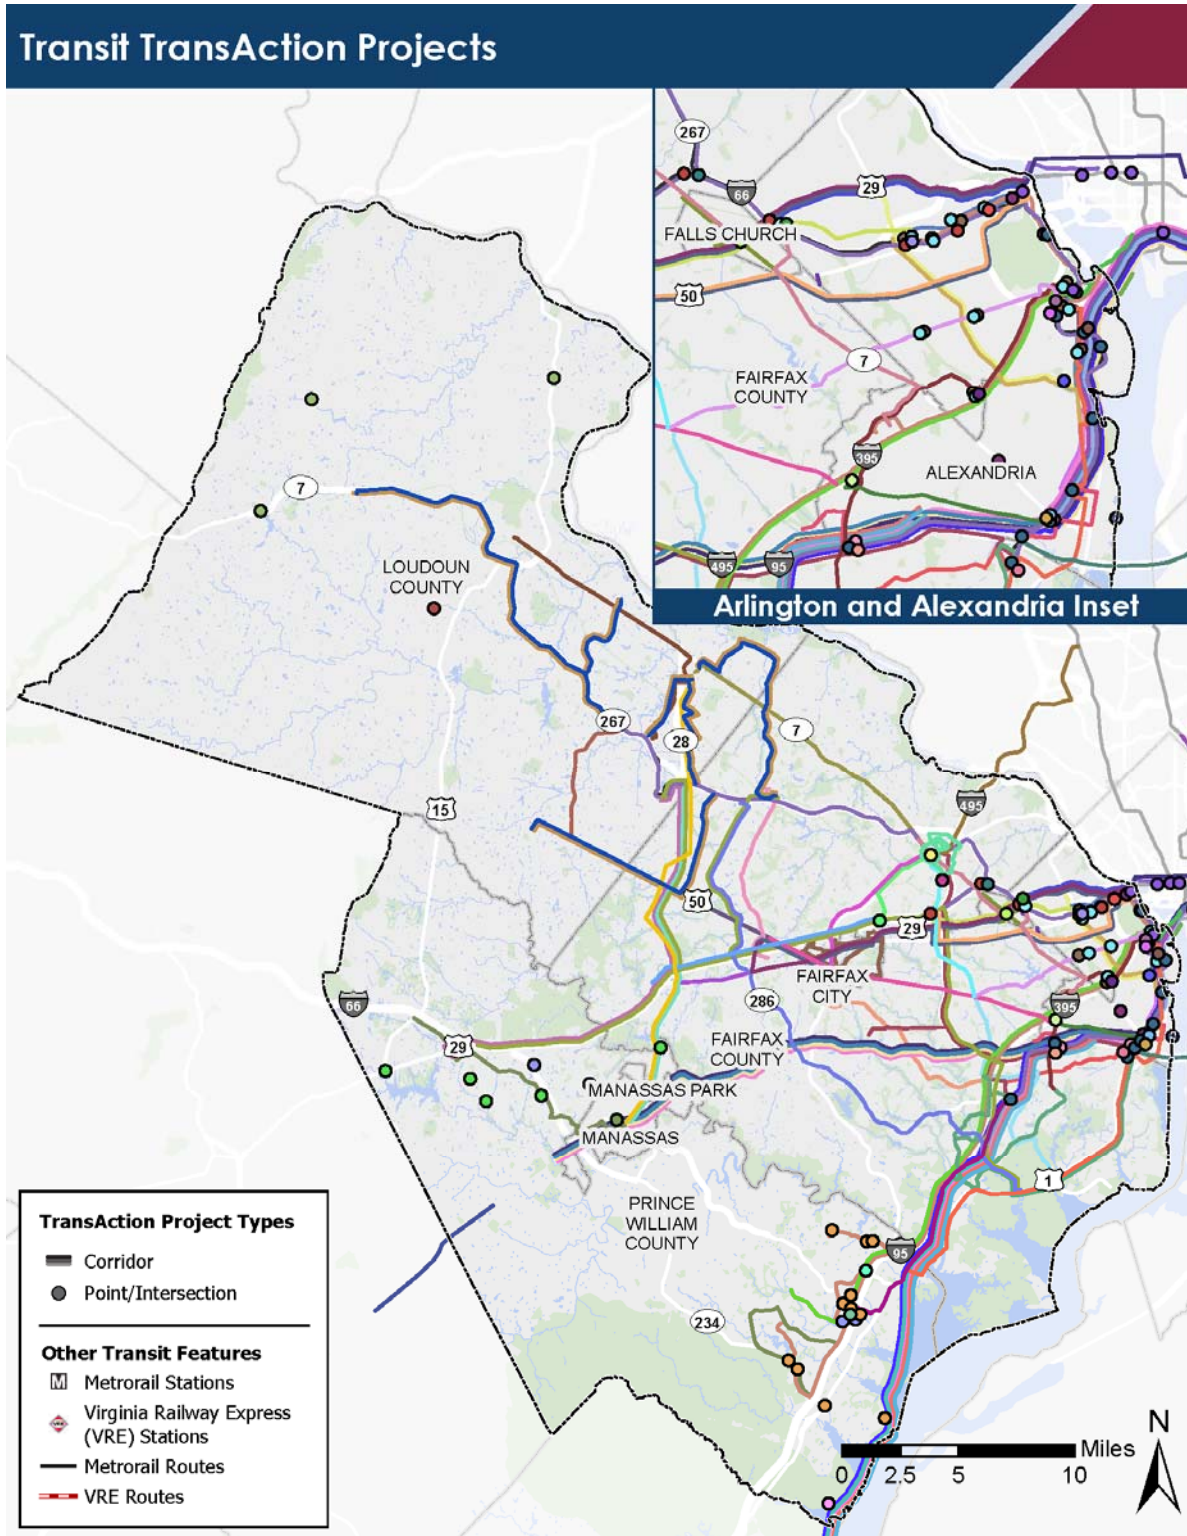 Transit TransAction Projects
267
66
29
FALLS CHURCH
50
7
FAIRFAX
COUNTY
395
ALEXANDRIA
495
95
Arlington and Alexandria Inset
7
LOUDOUN
COUNTY
267
28
7
15
495
50
29
FAIRFAX
CITY
66
286
395
29
FAIRFAX
COUNTY
MANASSAS PARK
MANASSAS
1
PRINCE
WILLIAM
COUNTY
95
234
TransAction Project Types
Corridor
Point/Intersection
Other Transit Features
M Metrorail Stations
VRE Virginia Railway Express
(VRE) Stations
Metrorail Routes
VRE Routes
N
Miles
0 2.5 5 10